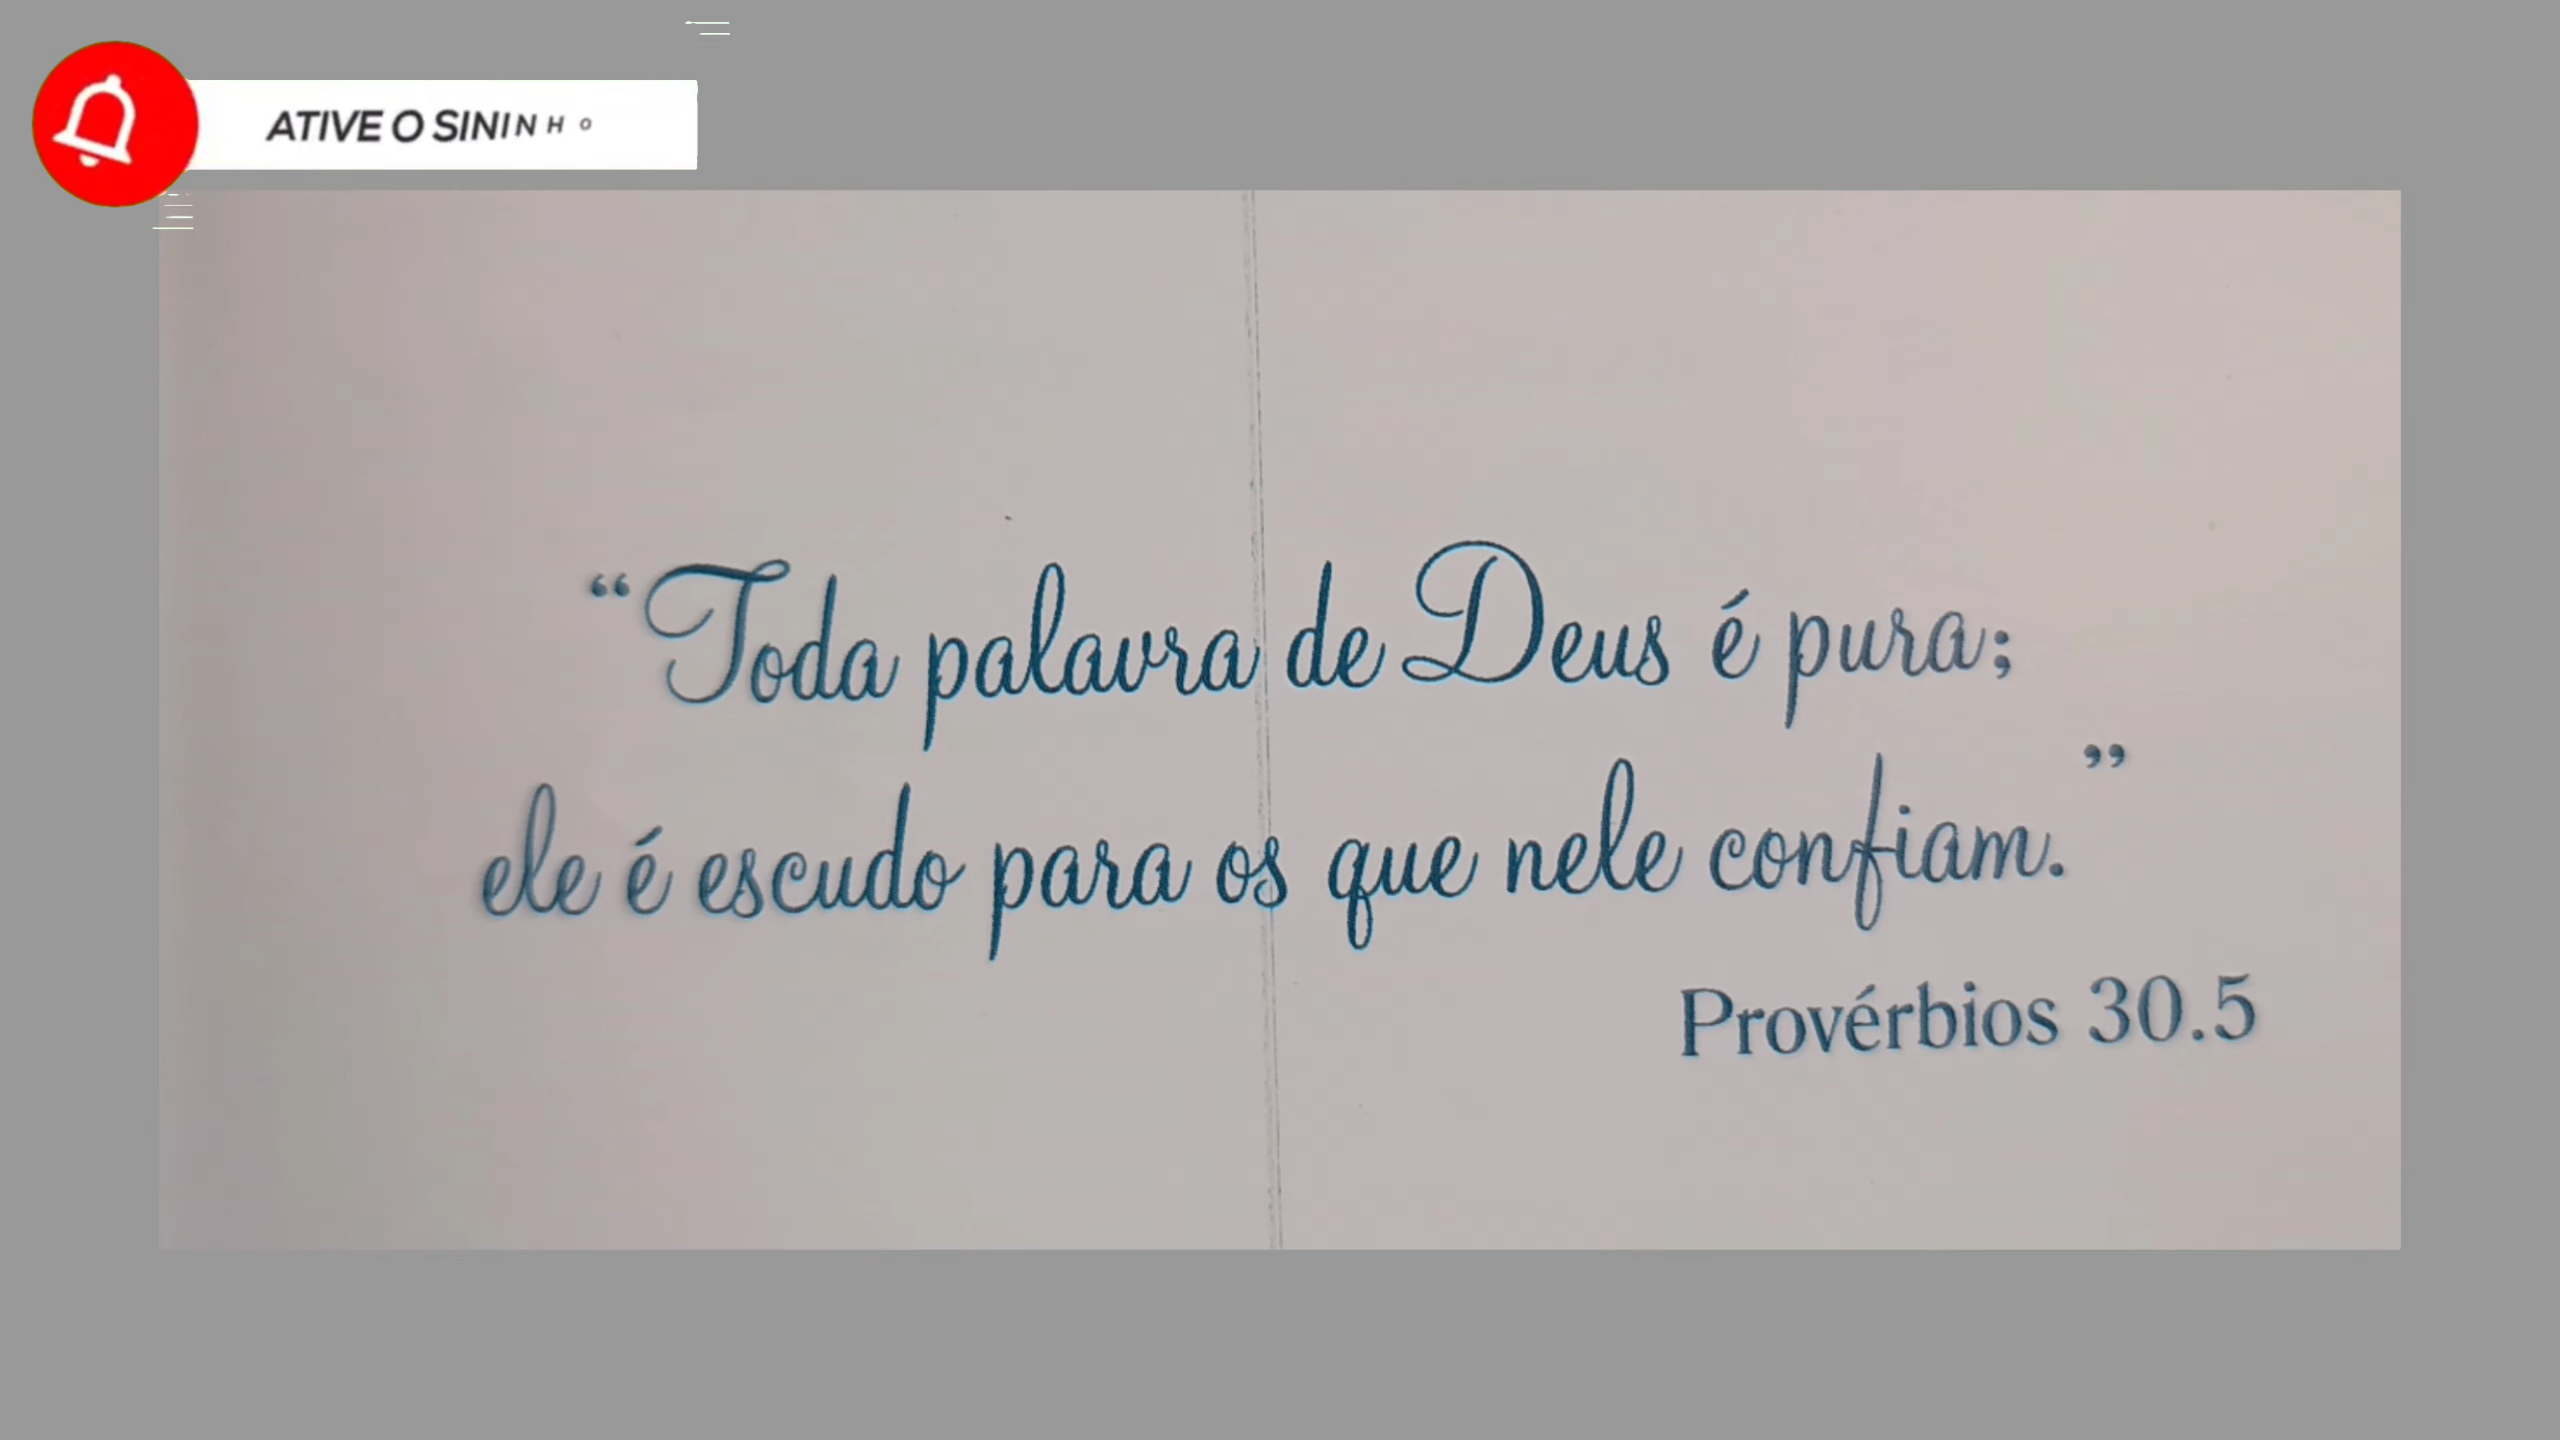 ATIVE O SININHO
“Toda palavra de Deus é pura;
ele é escudo para os que nele confiam.”
Provérbios 30.5